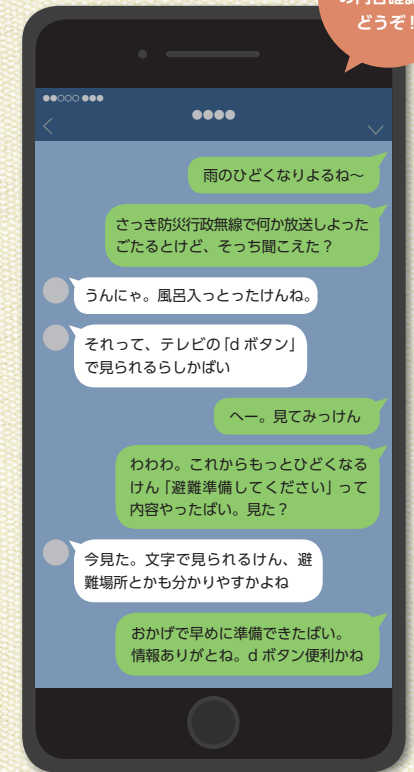 どうぞ！
雨のひどくなりよるね～
さっき防災行政無線で何か放送しよった
ごたるとけど、そっち聞こえた？
うんにゃ。風呂入っとったけんね。
それって、テレビの「d ボタン」
で見られるらしかばい
へー。見てみっけん
わわわ。これからもっとひどくなる
けん「避難準備してください」って
内容やったばい。見た？
今見た。文字で見られるけん、避
難場所とかも分かりやすかよね
おかげで早めに準備できたばい。
情報ありがとね。d ボタン便利かね